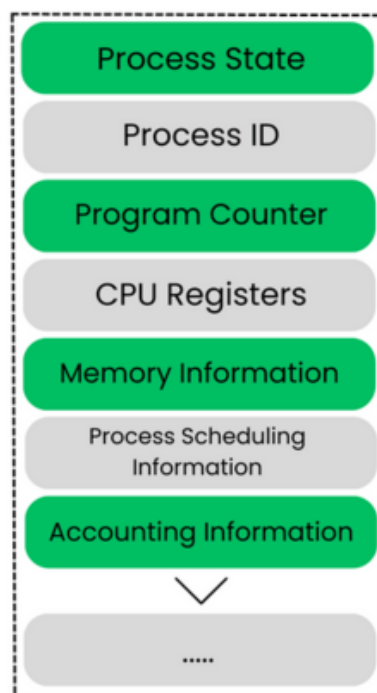 Process State
Process ID
Program Counter
CPU Registers
Memory Information
Process Scheduling
Information
Accounting Information
.....